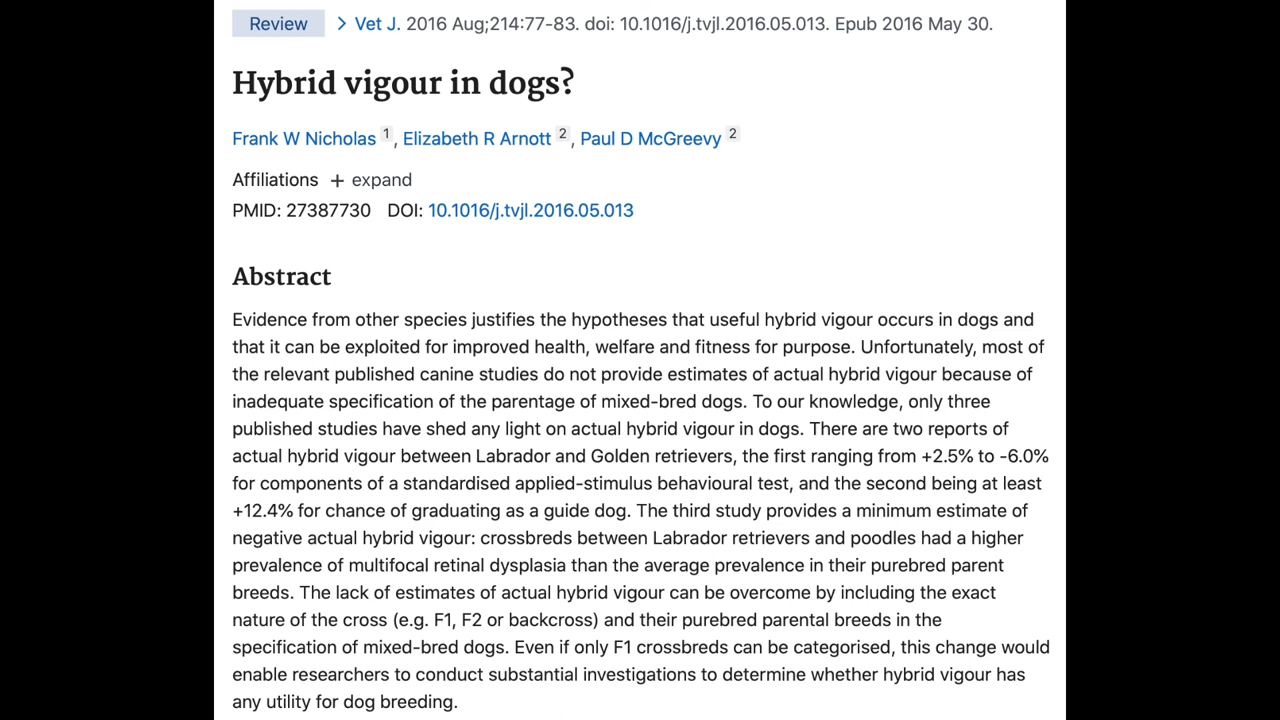 Review > Vet J. 2016 Aug;214:77-83. doi: 10.1016/j.tvjl.2016.05.013. Epub 2016 May 30.
Hybrid vigour in dogs?
Frank W Nicholas 1 , Elizabeth R Arnott 2 , Paul D McGreevy 2
Affiliations + expand
PMID: 27387730 DOI: 10.1016/j.tvjl.2016.05.013
Abstract
Evidence from other species justifies the hypotheses that useful hybrid vigour occurs in dogs and
that it can be exploited for improved health, welfare and fitness for purpose. Unfortunately, most of
the relevant published canine studies do not provide estimates of actual hybrid vigour because of
inadequate specification of the parentage of mixed-bred dogs. To our knowledge, only three
published studies have shed any light on actual hybrid vigour in dogs. There are two reports of
actual hybrid vigour between Labrador and Golden retrievers, the first ranging from +2.5% to -6.0%
for components of a standardised applied-stimulus behavioural test, and the second being at least
+12.4% for chance of graduating as a guide dog. The third study provides a minimum estimate of
negative actual hybrid vigour: crossbreds between Labrador retrievers and poodles had a higher
prevalence of multifocal retinal dysplasia than the average prevalence in their purebred parent
breeds. The lack of estimates of actual hybrid vigour can be overcome by including the exact
nature of the cross (e.g. F1, F2 or backcross) and their purebred parental breeds in the
specification of mixed-bred dogs. Even if only F1 crossbreds can be categorised, this change would
enable researchers to conduct substantial investigations to determine whether hybrid vigour has
any utility for dog breeding.